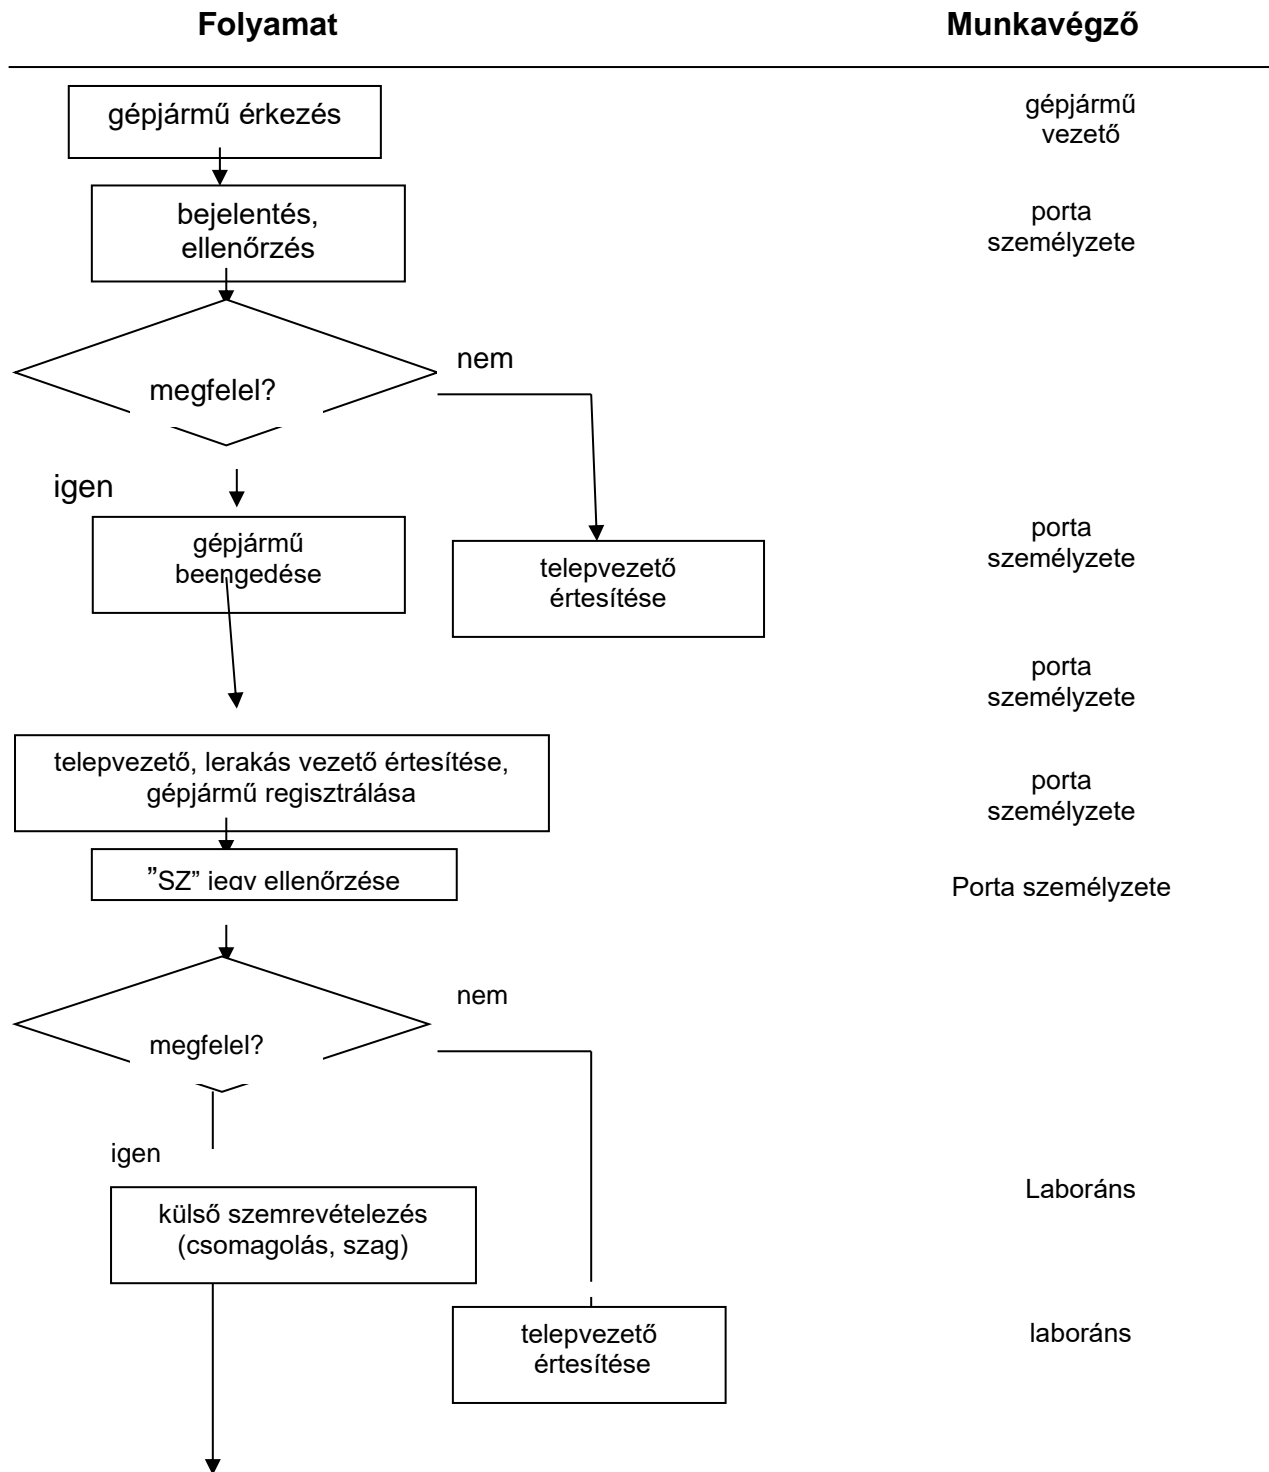 Folyamat
Munkavégző
gépjármű érkezés
gépjármű
vezető
bejelentés,
ellenőrzés
porta
személyzete
megfelel?
nem
igen
gépjármű
beengedése
telepvezető
értesítése
porta
személyzete
porta
személyzete
telepvezető, lerakás vezető értesítése,
gépjármű regisztrálása
porta
személyzete
”SZ” jegy ellenőrzése
Porta személyzete
megfelel?
nem
igen
külső szemrevételezés
(csomagolás, szag)
Laboráns
telepvezető
értesítése
laboráns